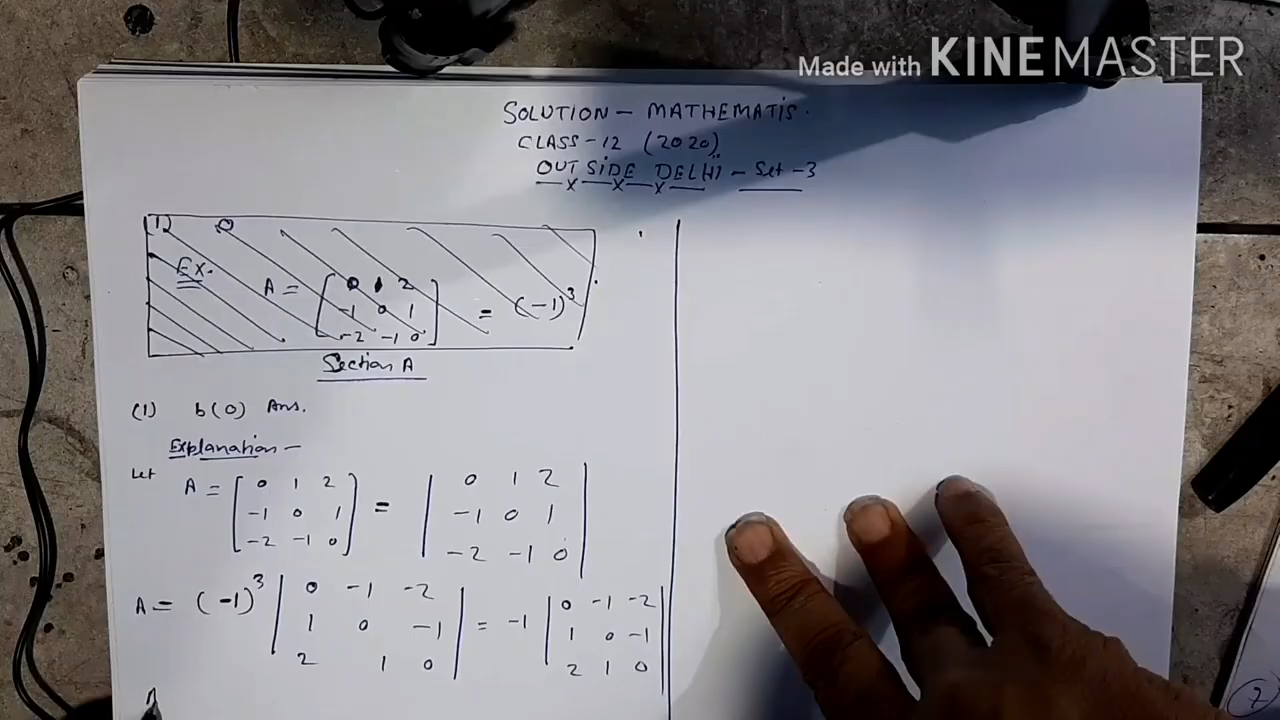 Made with KINEMASTER
SOLUTION - MATHEMATIS.
CLASS-12 (2020)
OUTSIDE DELHI - Set -3
—x—x—x—
(1) 0
Ex.
A = [ 0 1 2
-1 0 1
-2 -1 0 ] = (-1)³
Section A
(1) b(0) Ans.
Explanation -
Let A = [ 0 1 2
-1 0 1
-2 -1 0 ] = | 0 1 2
-1 0 1
-2 -1 0 |
A = (-1)³ | 0 -1 -2
1 0 -1
2 1 0 | = -1 | 0 -1 -2
1 0 -1
2 1 0 |
7